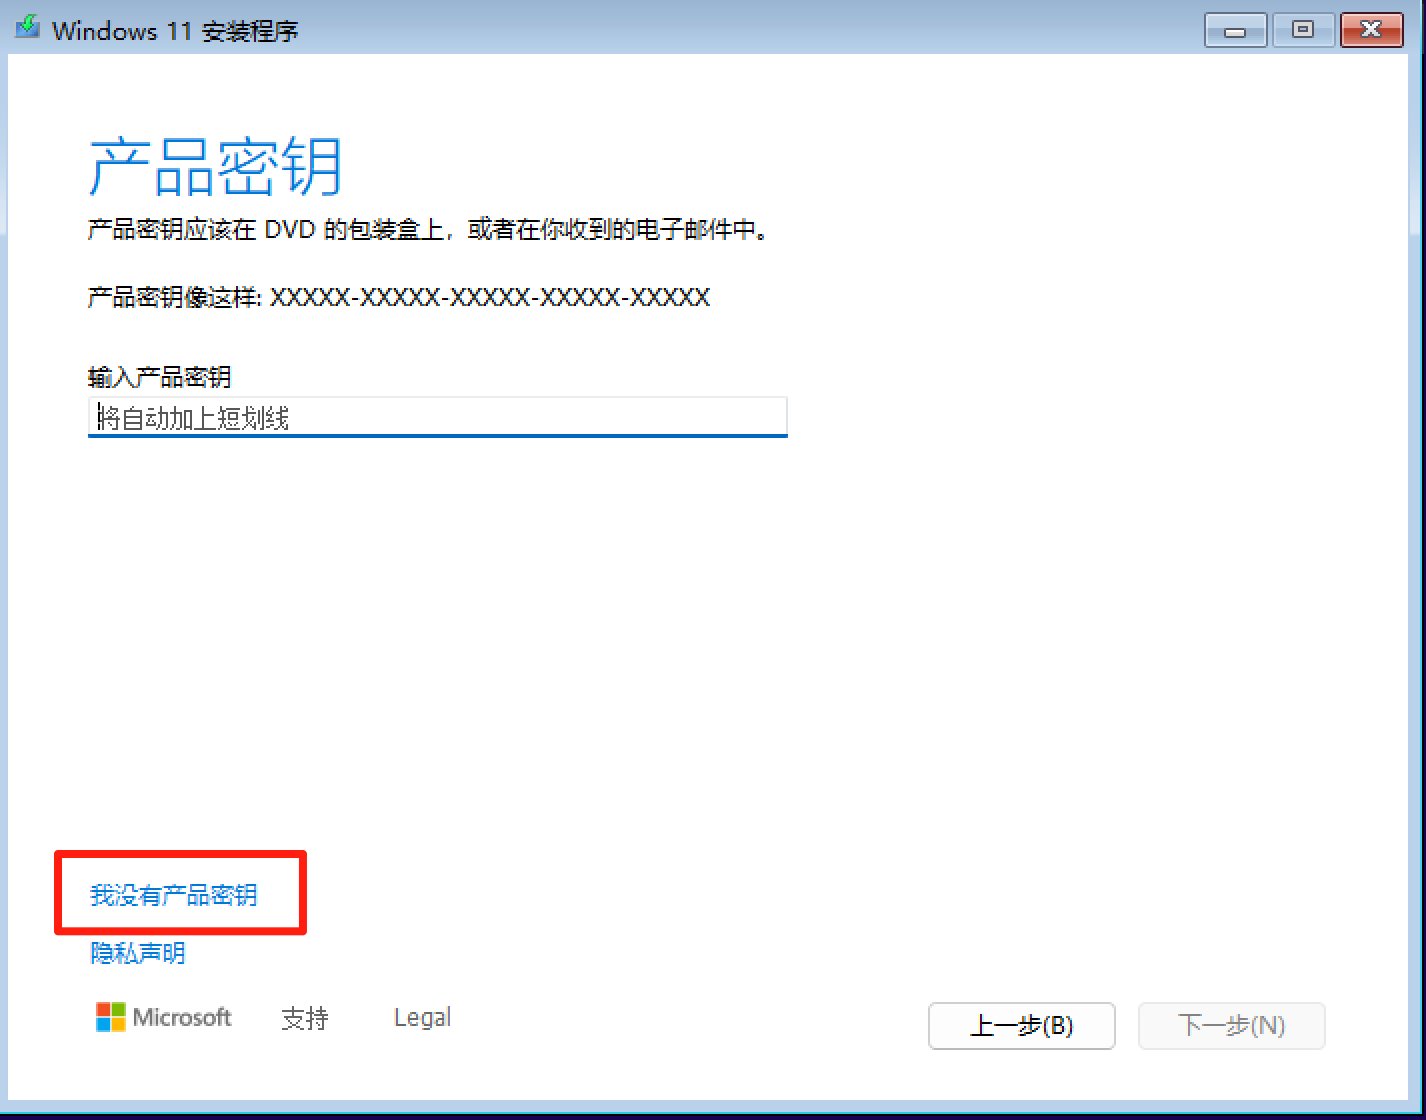 Windows 11 安装程序
产品密钥
产品密钥应该在 DVD 的包装盒上，或者在你收到的电子邮件中。
产品密钥像这样: XXXXX-XXXXX-XXXXX-XXXXX-XXXXX
输入产品密钥
将自动加上短划线
我没有产品密钥
隐私声明
Microsoft 支持 Legal 上一步(B) 下一步(N)